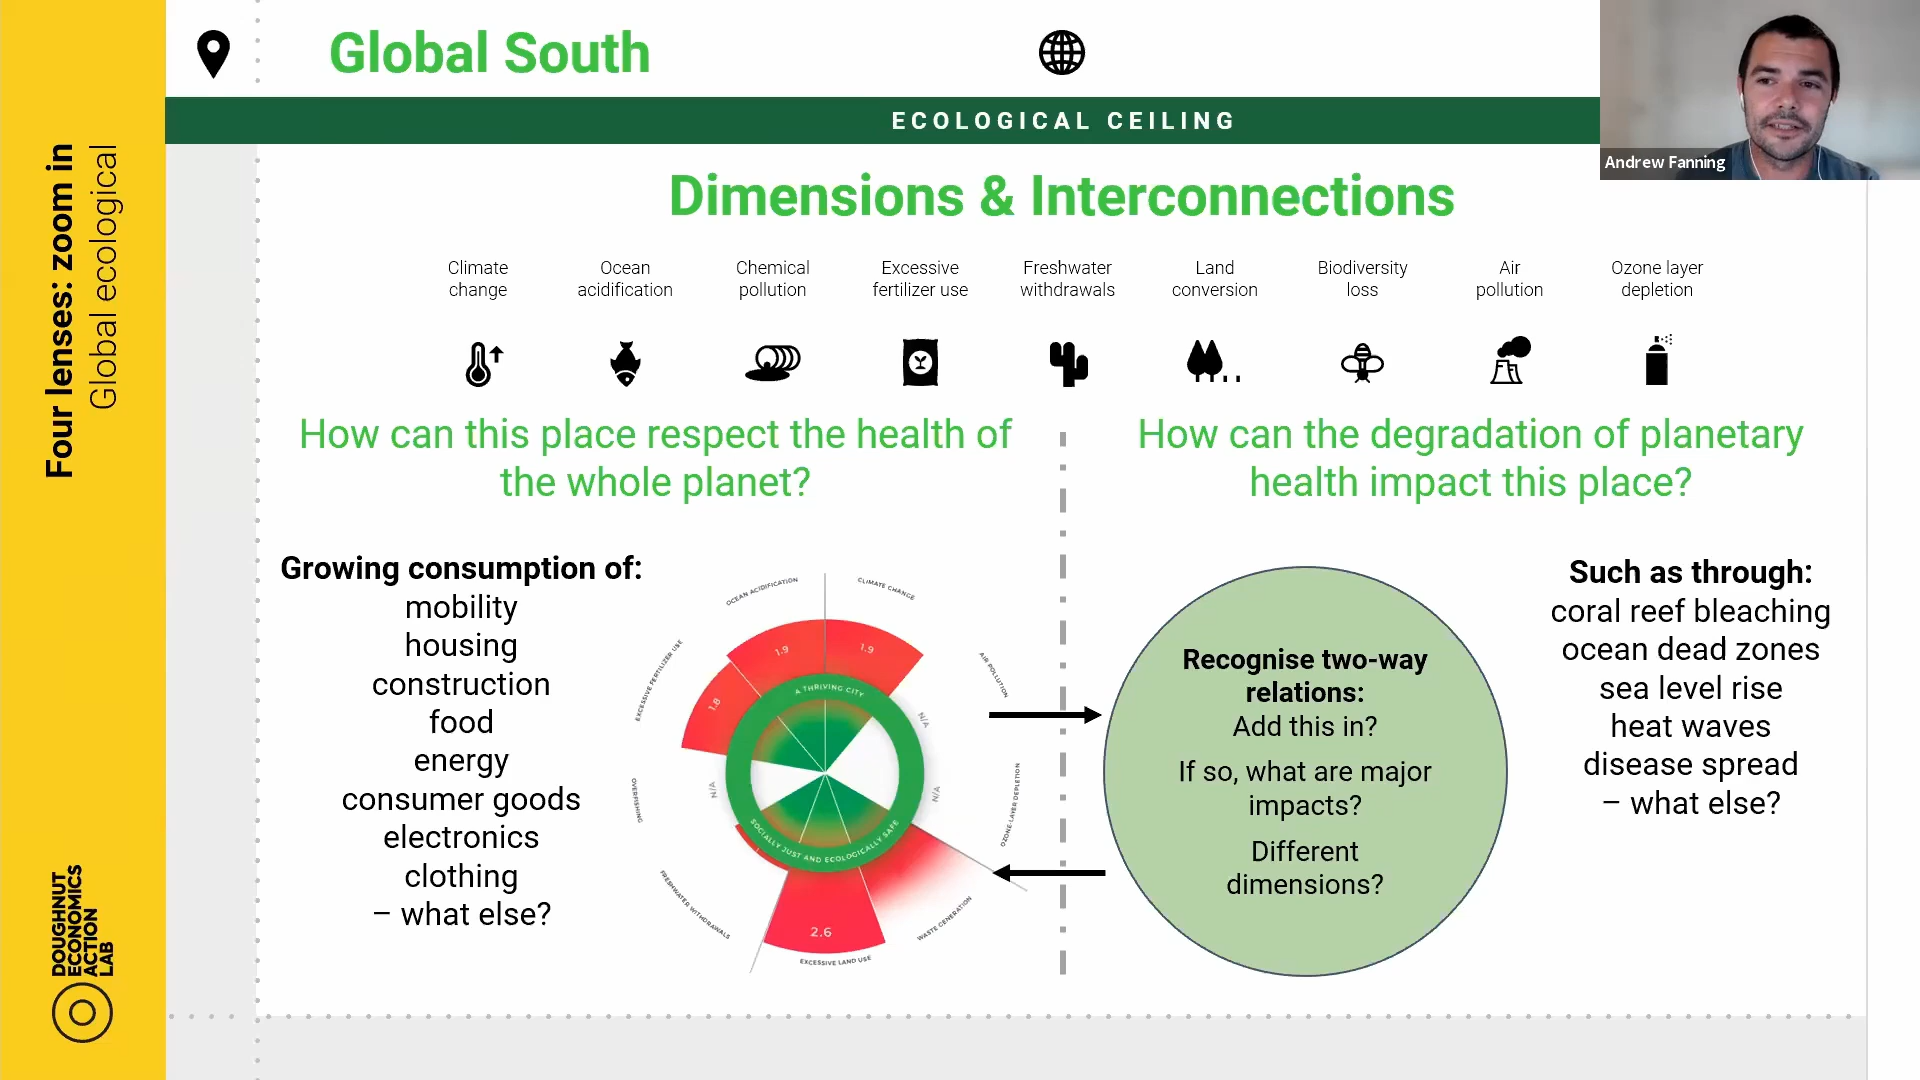 Four lenses: zoom in
Global ecological
DOUGHNUT
ECONOMICS
ACTION
LAB
Global South
ECOLOGICAL CEILING
Andrew Fanning
Dimensions & Interconnections
Climate
change
Ocean
acidification
Chemical
pollution
Excessive
fertilizer use
Freshwater
withdrawals
Land
conversion
Biodiversity
loss
Air
pollution
Ozone layer
depletion
How can this place respect the health of
the whole planet?
How can the degradation of planetary
health impact this place?
Growing consumption of:
mobility
housing
construction
food
energy
consumer goods
electronics
clothing
– what else?
OCEAN ACIDIFICATION
CLIMATE CHANGE
EXCESSIVE FERTILIZER USE
AIR POLLUTION
1.9
1.9
1.8
A THRIVING CITY
N/A
N/A
N/A
OVERFISHING
OZONE-LAYER DEPLETION
SOCIALLY JUST AND ECOLOGICALLY SAFE
FRESHWATER WITHDRAWALS
WASTE GENERATION
2.6
EXCESSIVE LAND USE
Recognise two-way
relations:
Add this in?
If so, what are major
impacts?
Different
dimensions?
Such as through:
coral reef bleaching
ocean dead zones
sea level rise
heat waves
disease spread
– what else?